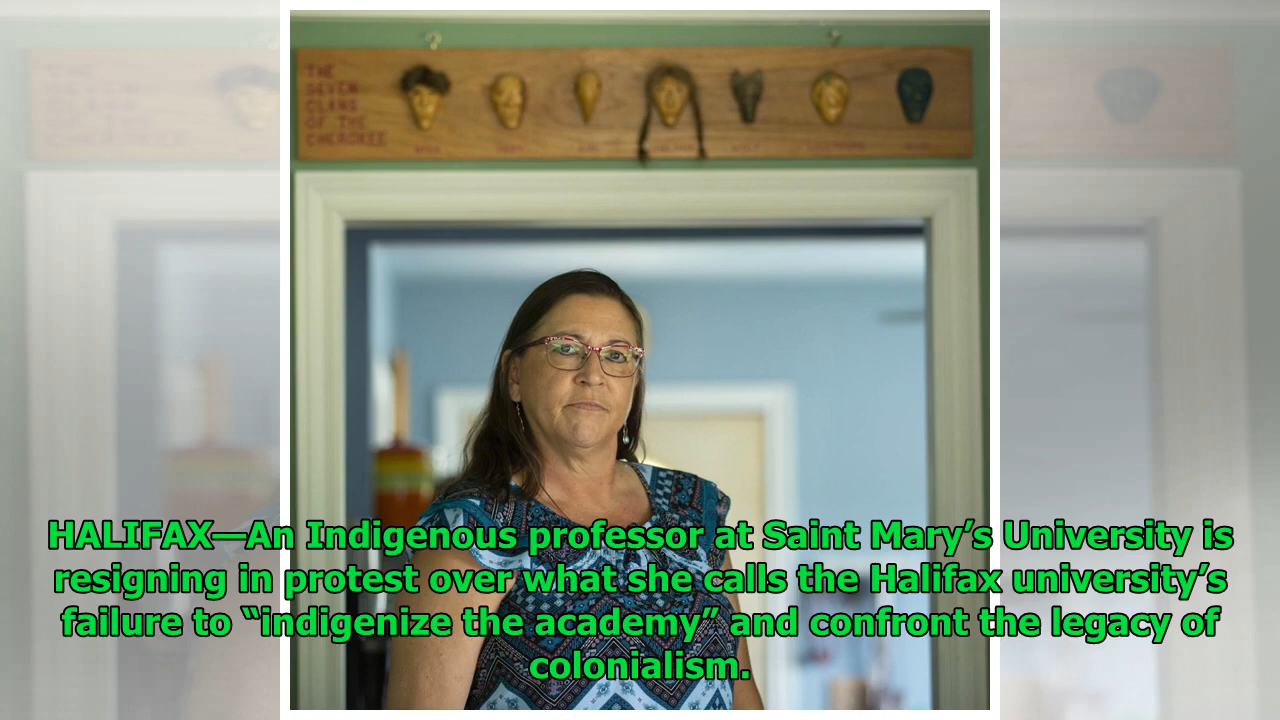 THE
SEVEN
CLANS
OF THE
CHEROKEE
HALIFAX—An Indigenous professor at Saint Mary’s University is
resigning in protest over what she calls the Halifax university’s
failure to “indigenize the academy” and confront the legacy of
colonialism.